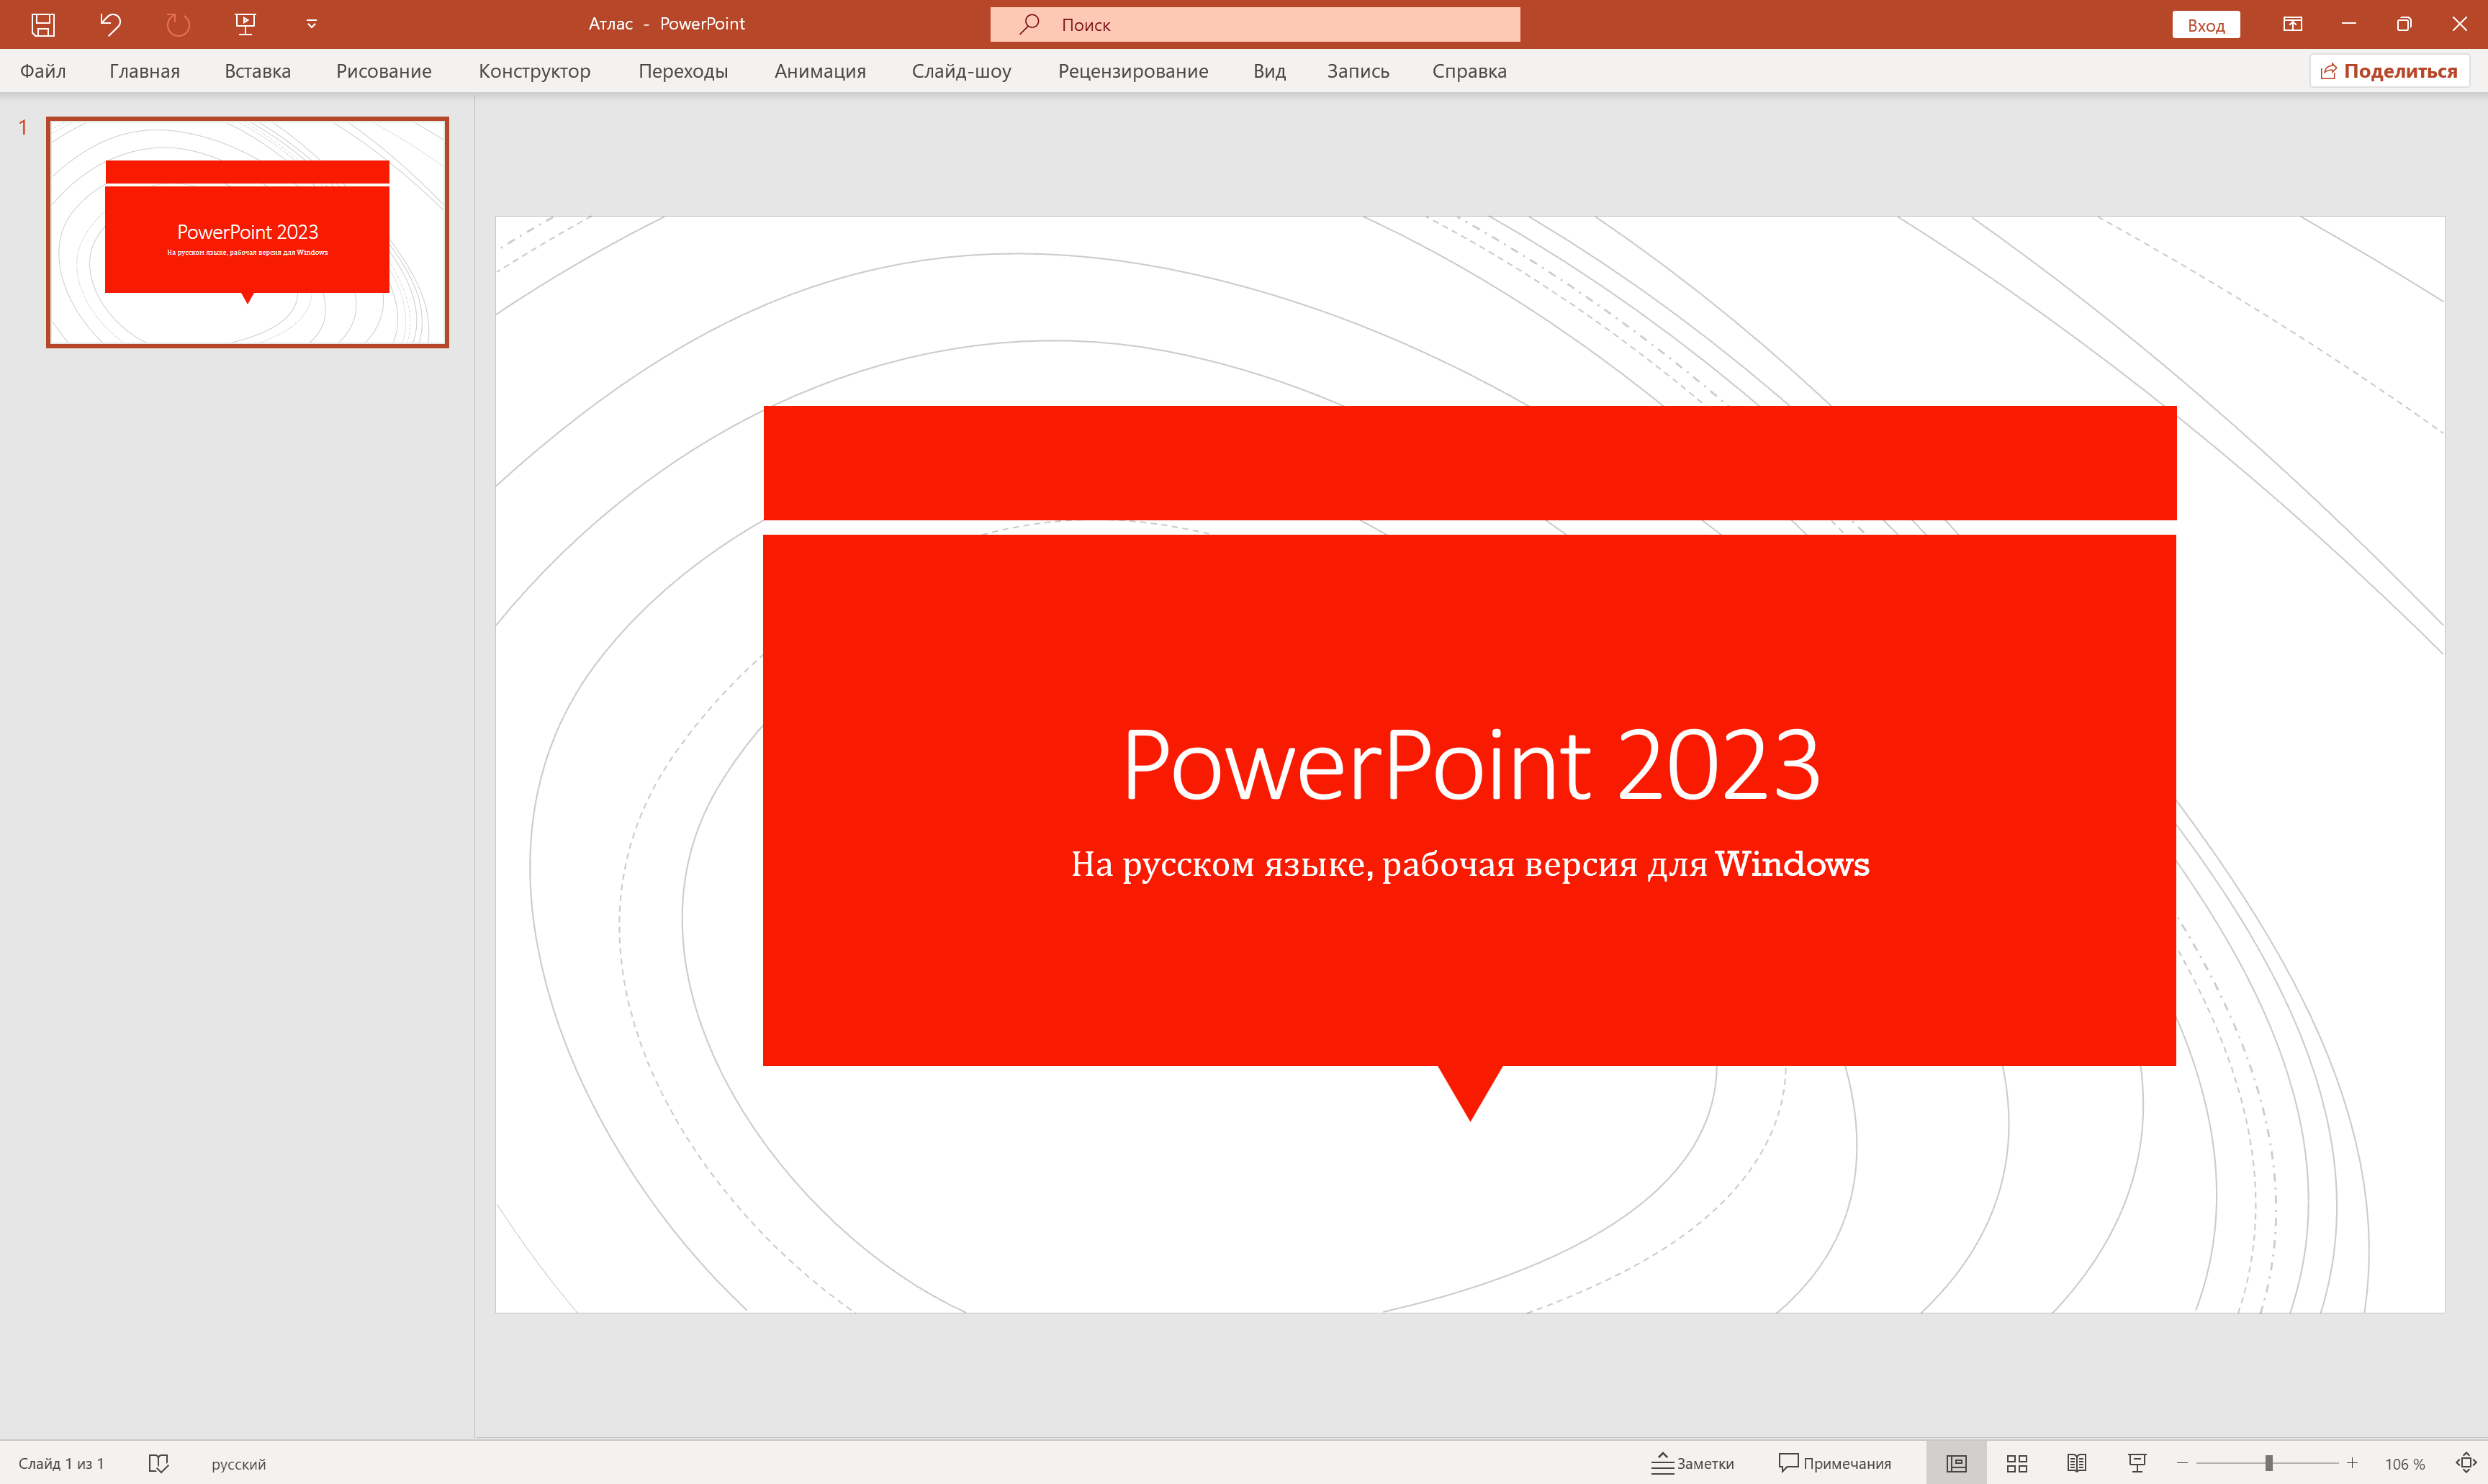 Атлас - PowerPoint
Поиск
Вход
Файл Главная Вставка Рисование Конструктор Переходы Анимация Слайд-шоу Рецензирование Вид Запись Справка Поделиться
1
PowerPoint 2023
На русском языке, рабочая версия для Windows
PowerPoint 2023
На русском языке, рабочая версия для Windows
Слайд 1 из 1 русский Заметки Примечания 106 %